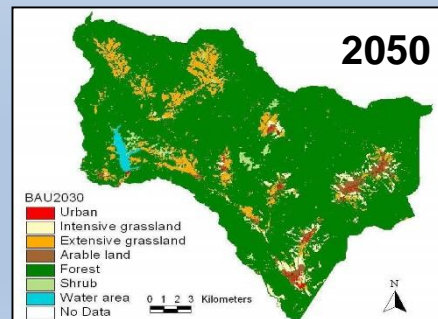 2050
BAU2030
Urban
Intensive grassland
Extensive grassland
Arable land
Forest
Shrub
Water area
No Data
0 1 2 3 Kilometers
N